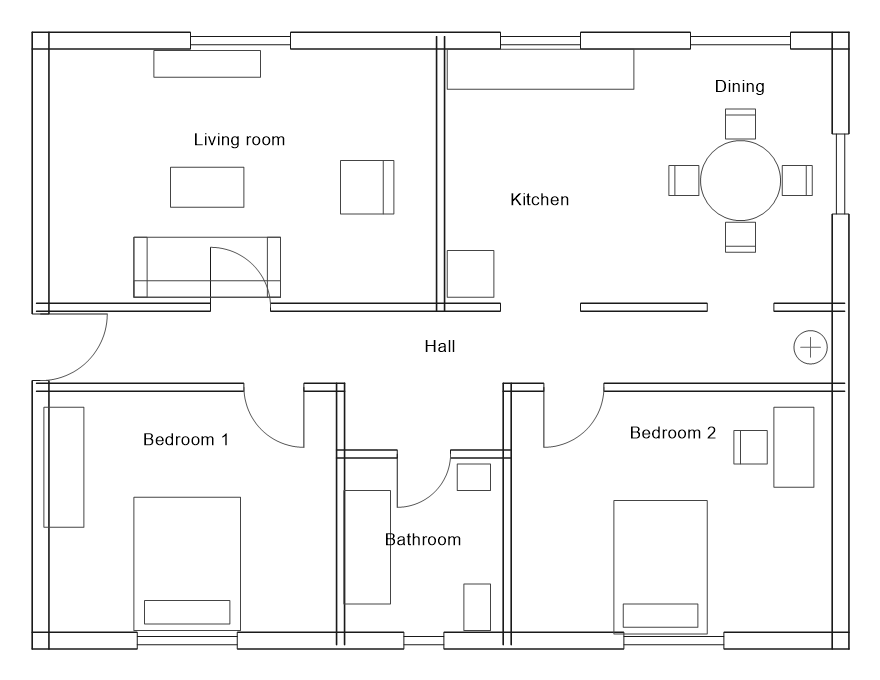 Dining
Living room
Kitchen
Hall
Bedroom 1
Bedroom 2
Bathroom